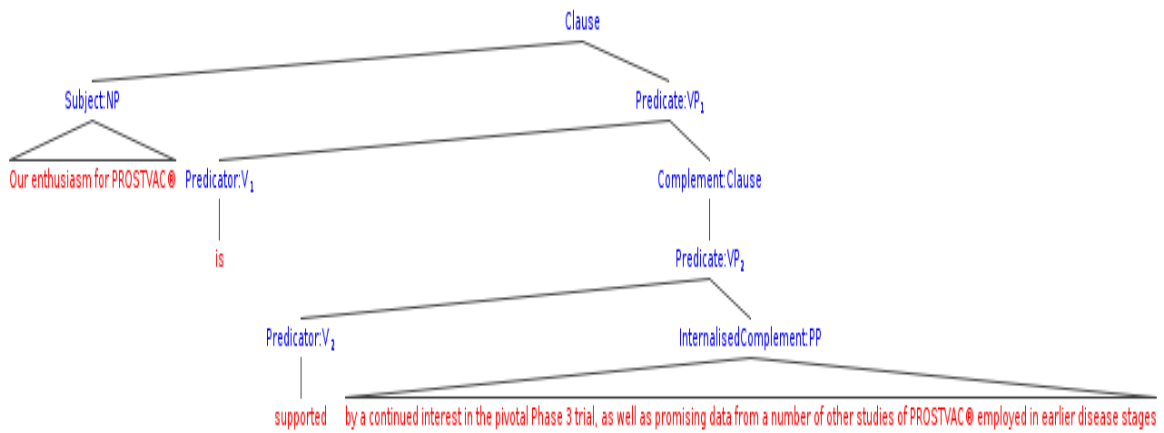 Clause
Subject:NP Predicate:VP1
Our enthusiasm for PROSTVAC® Predicator:V1 Complement:Clause
is Predicate:VP2
Predicator:V2 InternalisedComplement:PP
supported by a continued interest in the pivotal Phase 3 trial, as well as promising data from a number of other studies of PROSTVAC® employed in earlier disease stages